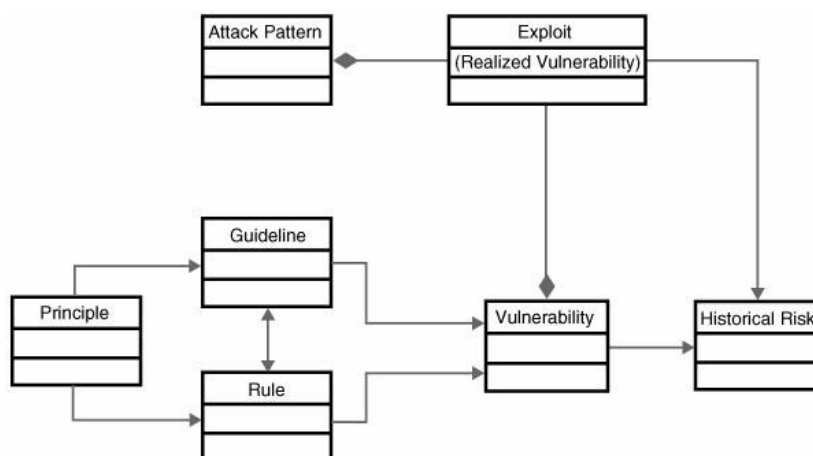 Attack Pattern
Exploit
(Realized Vulnerability)
Guideline
Principle
Vulnerability
Historical Risk
Rule